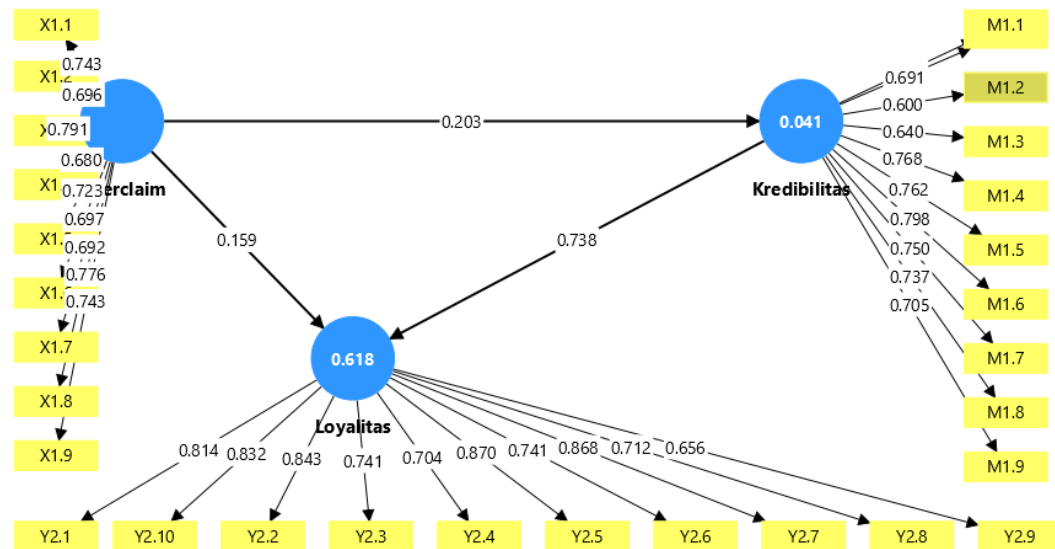 X1.1
M1.1
0.743
X1.2
0.691
M1.2
0.696
0.600
0.791
0.203
0.041
0.640
M1.3
0.680
0.768
X1.
erclaim
Kredibilitas
M1.4
0.723
0.762
0.697
0.798
X1.
0.159
0.738
M1.5
0.692
0.750
0.776
0.737
X1.
M1.6
0.743
0.705
X1.7
0.618
M1.7
X1.8
M1.8
Loyalitas
X1.9
0.814
0.832
0.843
0.741
0.704
0.870
0.741
0.868
0.712
0.656
M1.9
Y2.1
Y2.10
Y2.2
Y2.3
Y2.4
Y2.5
Y2.6
Y2.7
Y2.8
Y2.9